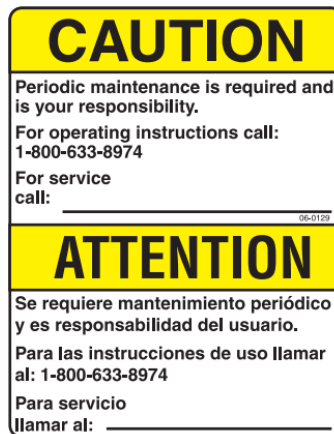 CAUTION
Periodic maintenance is required and
is your responsibility.
For operating instructions call:
1-800-633-8974
For service
call:
06-0129
ATTENTION
Se requiere mantenimiento periódico
y es responsabilidad del usuario.
Para las instrucciones de uso llamar
al: 1-800-633-8974
Para servicio
llamar al: